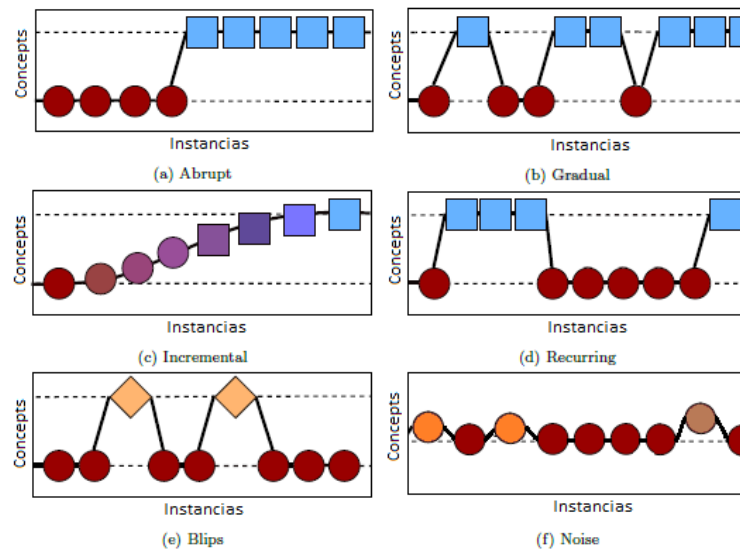 Concepts
Instancias
(a) Abrupt
Concepts
Instancias
(b) Gradual
Concepts
Instancias
(c) Incremental
Concepts
Instancias
(d) Recurring
Concepts
Instancias
(e) Blips
Concepts
Instancias
(f) Noise